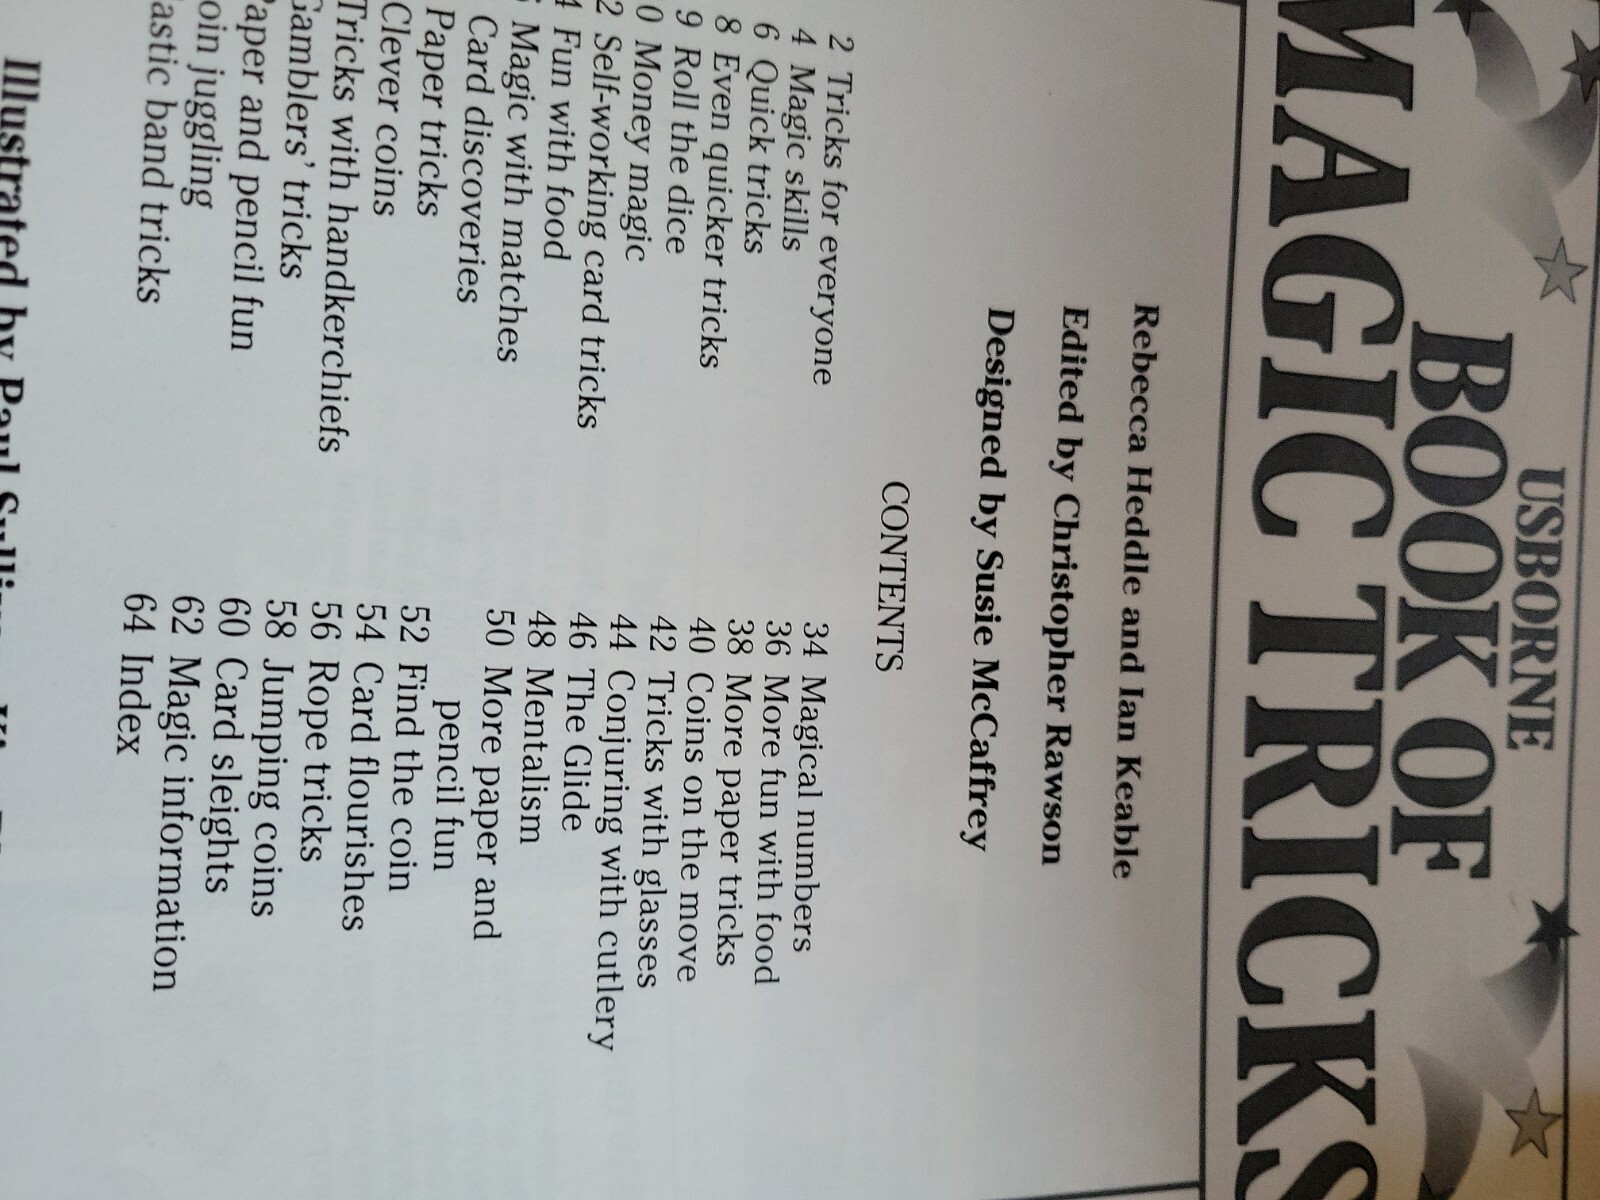 USBORNE
BOOK OF
MAGIC TRICKS
Rebecca Heddle and Ian Keable
Edited by Christopher Rawson
Designed by Susie McCaffrey
CONTENTS
2 Tricks for everyone
4 Magic skills
6 Quick tricks
8 Even quicker tricks
9 Roll the dice
0 Money magic
2 Self-working card tricks
4 Fun with food
Magic with matches
Card discoveries
Paper tricks
Clever coins
Tricks with handkerchiefs
Gamblers' tricks
Paper and pencil fun
oin juggling
astic band tricks
34 Magical numbers
36 More fun with food
38 More paper tricks
40 Coins on the move
42 Tricks with glasses
44 Conjuring with cutlery
46 The Glide
48 Mentalism
50 More paper and
pencil fun
52 Find the coin
54 Card flourishes
56 Rope tricks
58 Jumping coins
60 Card sleights
62 Magic information
64 Index
Illustrated by Paul